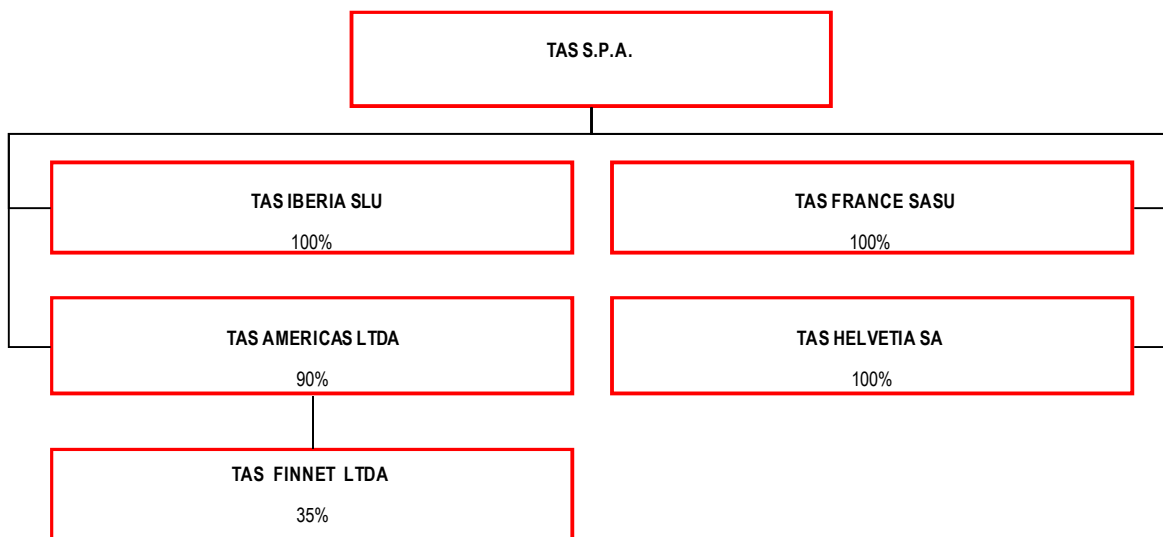 TAS S.P.A.
TAS IBERIA SLU
100%
TAS FRANCE SASU
100%
TAS AMERICAS LTDA
90%
TAS HELVETIA SA
100%
TAS FINNET LTDA
35%